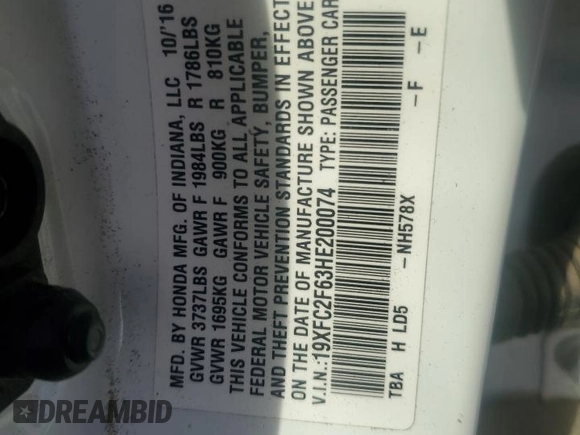 MFD. BY HONDA MFG. OF INDIANA, LLC 10/'16
GVWR 3737LBS GAWR F 1984LBS R 1786LBS
GVWR 1695KG GAWR F 900KG R 810KG
THIS VEHICLE CONFORMS TO ALL APPLICABLE
FEDERAL MOTOR VEHICLE SAFETY, BUMPER,
AND THEFT PREVENTION STANDARDS IN EFFECT
ON THE DATE OF MANUFACTURE SHOWN ABOVE
V.I.N.:19XFC2F63HE200074 TYPE: PASSENGER CAR
TBA H LD5 -NH578X -F -E
DREAMBID